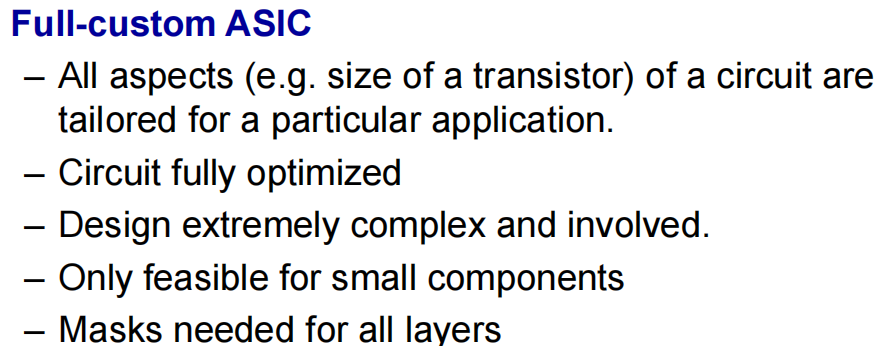 Full-custom ASIC
– All aspects (e.g. size of a transistor) of a circuit are
tailored for a particular application.
– Circuit fully optimized
– Design extremely complex and involved.
– Only feasible for small components
– Masks needed for all layers